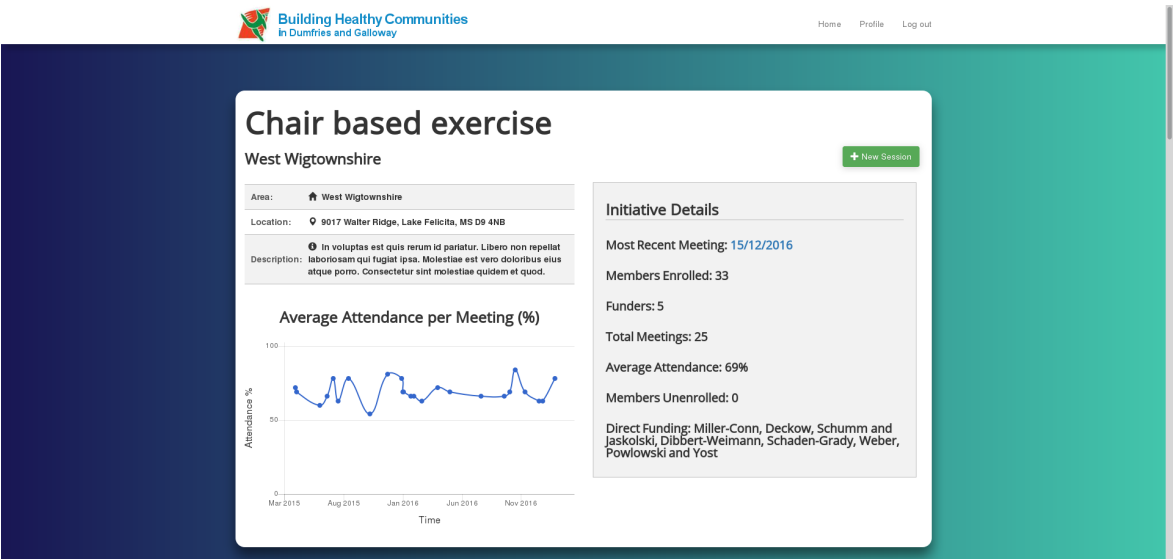 Building Healthy Communities
in Dumfries and Galloway
Home Profile Log out
Chair based exercise
West Wigtownshire
New Session
Area: West Wigtownshire
Location: 9017 Walter Ridge, Lake Felicita, MS D9 4NB
Description: In voluptas est quis rerum id pariatur. Libero non repellat
laboriosam qui fugiat ipsa. Molestiae est vero doloribus eius
atque porro. Consectetur sint molestiae quidem et quod.
Average Attendance per Meeting (%)
100
50
0
Attendance %
Mar 2015 Aug 2015 Jan 2016 Jun 2016 Nov 2016
Time
Initiative Details
Most Recent Meeting: 15/12/2016
Members Enrolled: 33
Funders: 5
Total Meetings: 25
Average Attendance: 69%
Members Unenrolled: 0
Direct Funding: Miller-Conn, Deckow, Schumm and
Jaskolski, Dibbert-Weimann, Schaden-Grady, Weber,
Powlowski and Yost